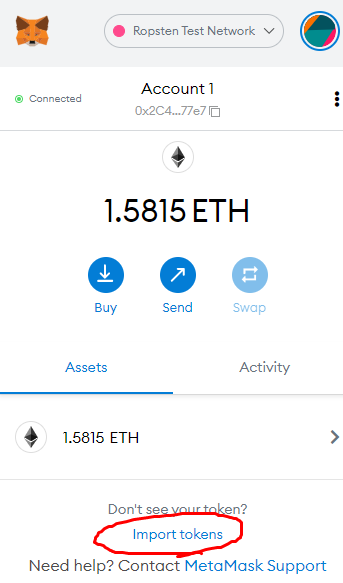 Ropsten Test Network
Connected
Account 1
0x2C4...77e7
1.5815 ETH
Buy
Send
Swap
Assets
Activity
1.5815 ETH
Don't see your token?
Import tokens
Need help? Contact MetaMask Support